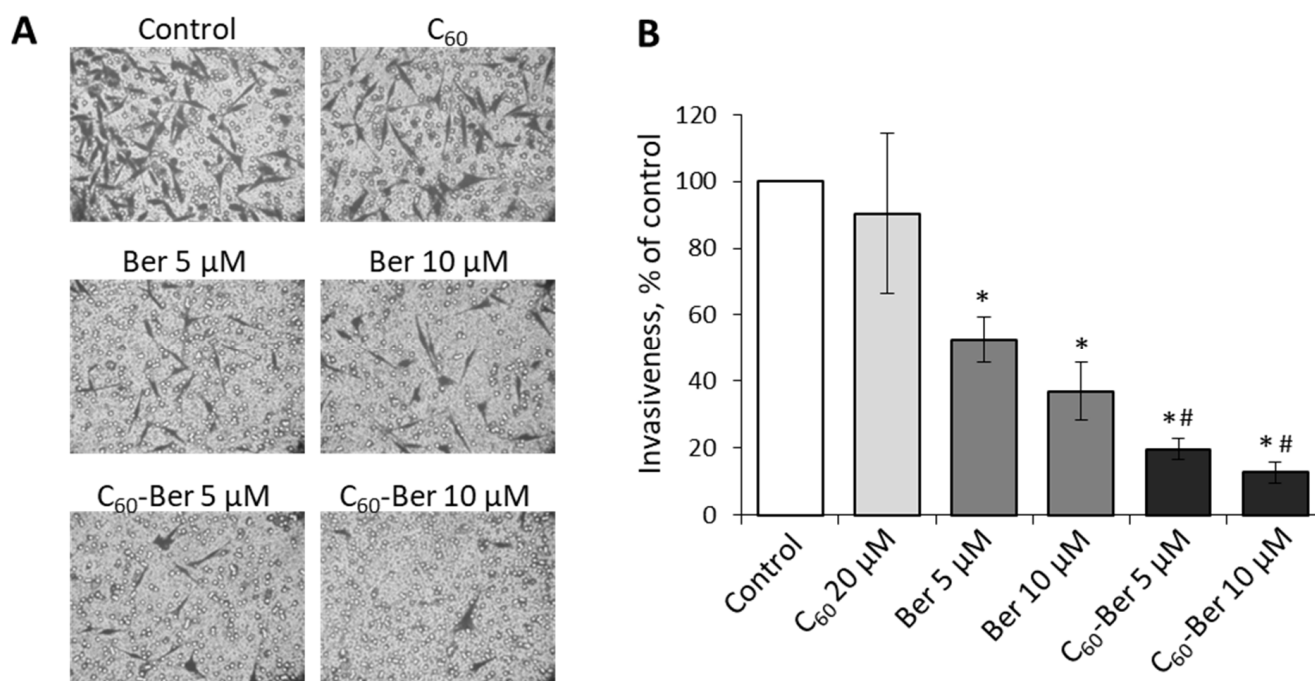 A
Control
C₆₀
Ber 5 µM
Ber 10 µM
C₆₀-Ber 5 µM
C₆₀-Ber 10 µM
B
Invasiveness, % of control
120
100
80
60
40
20
0
*
*
* #
* #
Control
C₆₀ 20 µM
Ber 5 µM
Ber 10 µM
C₆₀-Ber 5 µM
C₆₀-Ber 10 µM